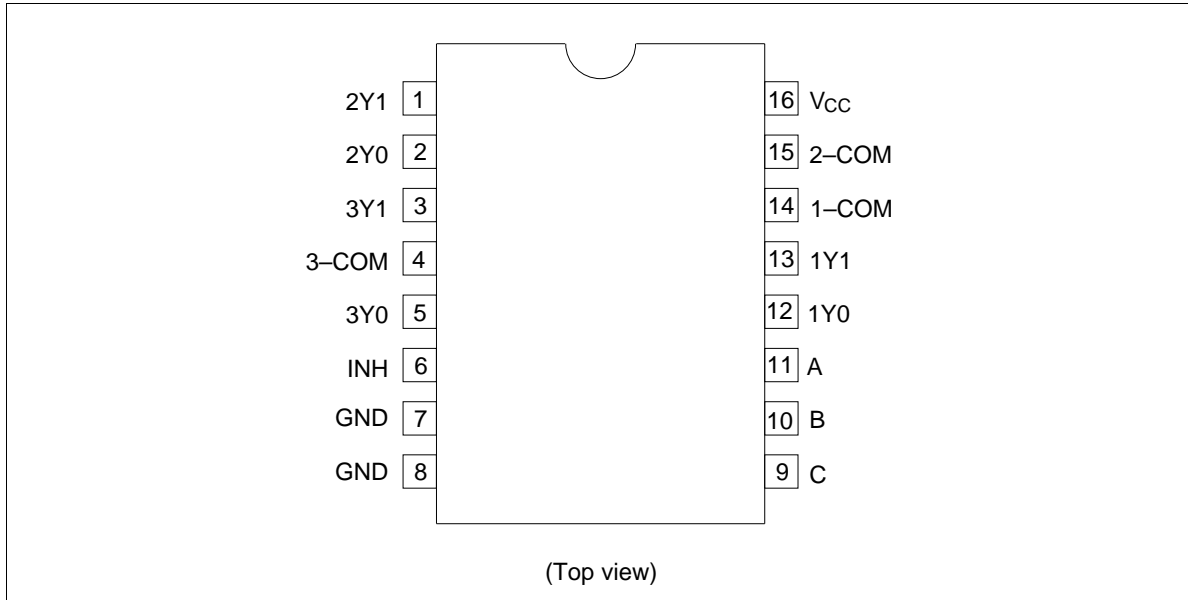 2Y1 1 16 VCC
2Y0 2 15 2–COM
3Y1 3 14 1–COM
3–COM 4 13 1Y1
3Y0 5 12 1Y0
INH 6 11 A
GND 7 10 B
GND 8 9 C
(Top view)